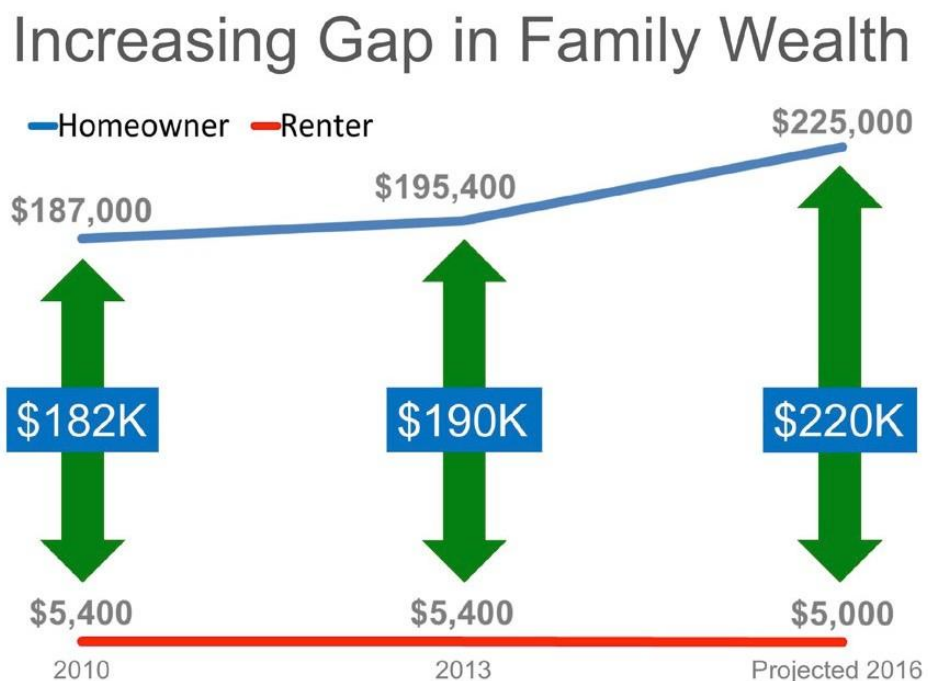 Increasing Gap in Family Wealth
Homeowner Renter
$225,000
$195,400
$187,000
$182K $190K $220K
$5,400 $5,400 $5,000
2010 2013 Projected 2016